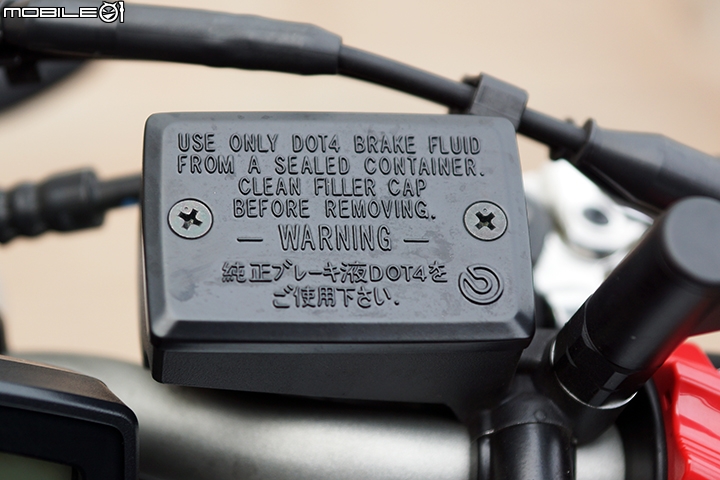 MOBILE01
USE ONLY DOT4 BRAKE FLUID
FROM A SEALED CONTAINER.
CLEAN FILLER CAP
BEFORE REMOVING.
— WARNING —
純正ブレーキ液DOT4を
ご使用下さい.